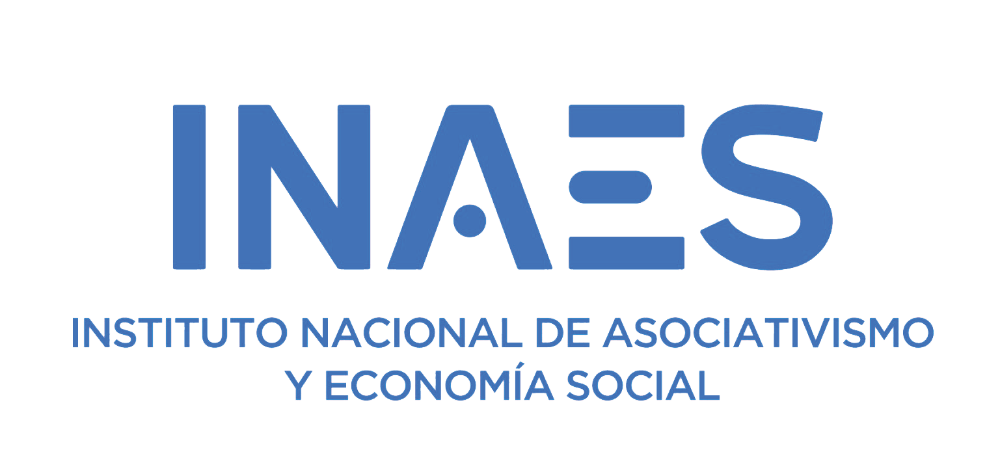 INAES
INSTITUTO NACIONAL DE ASOCIATIVISMO
Y ECONOMÍA SOCIAL